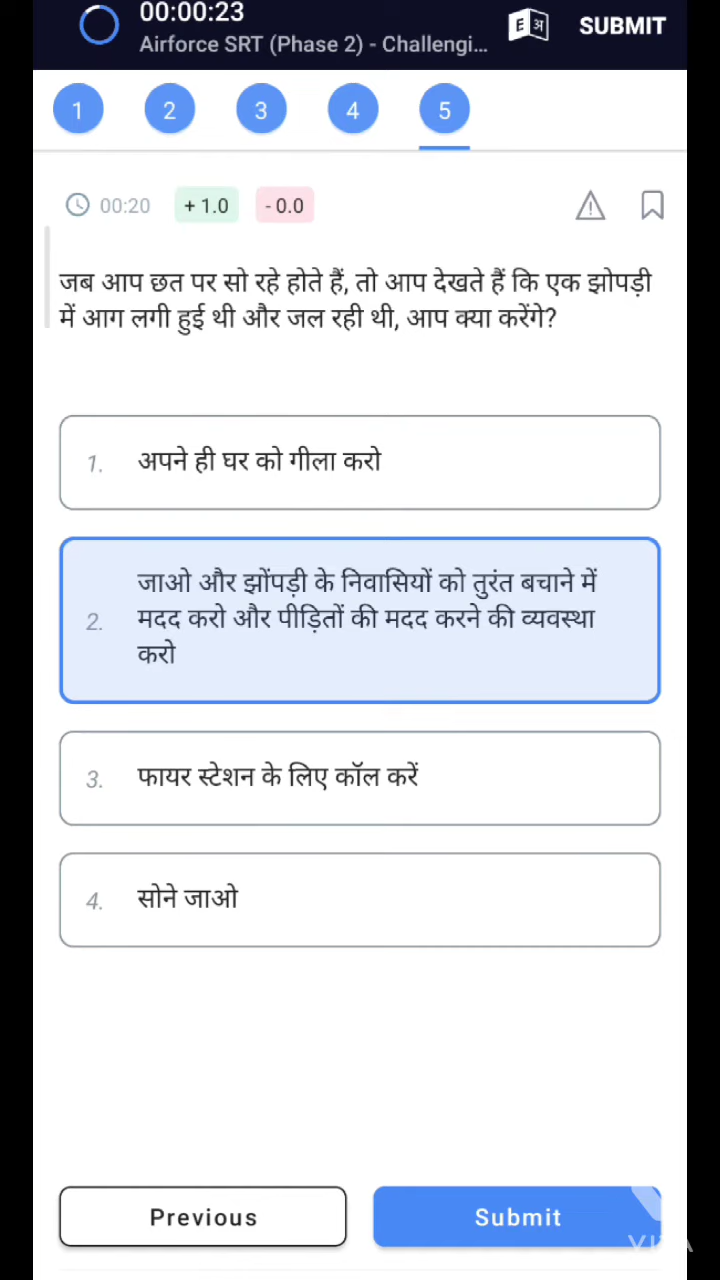 00:00:23
Airforce SRT (Phase 2) - Challengi...
E अ
SUBMIT
1 2 3 4 5
00:20 + 1.0 - 0.0
जब आप छत पर सो रहे होते हैं, तो आप देखते हैं कि एक झोपड़ी
में आग लगी हुई थी और जल रही थी, आप क्या करेंगे?
1. अपने ही घर को गीला करो
2. जाओ और झोंपड़ी के निवासियों को तुरंत बचाने में
मदद करो और पीड़ितों की मदद करने की व्यवस्था
करो
3. फायर स्टेशन के लिए कॉल करें
4. सोने जाओ
Previous Submit